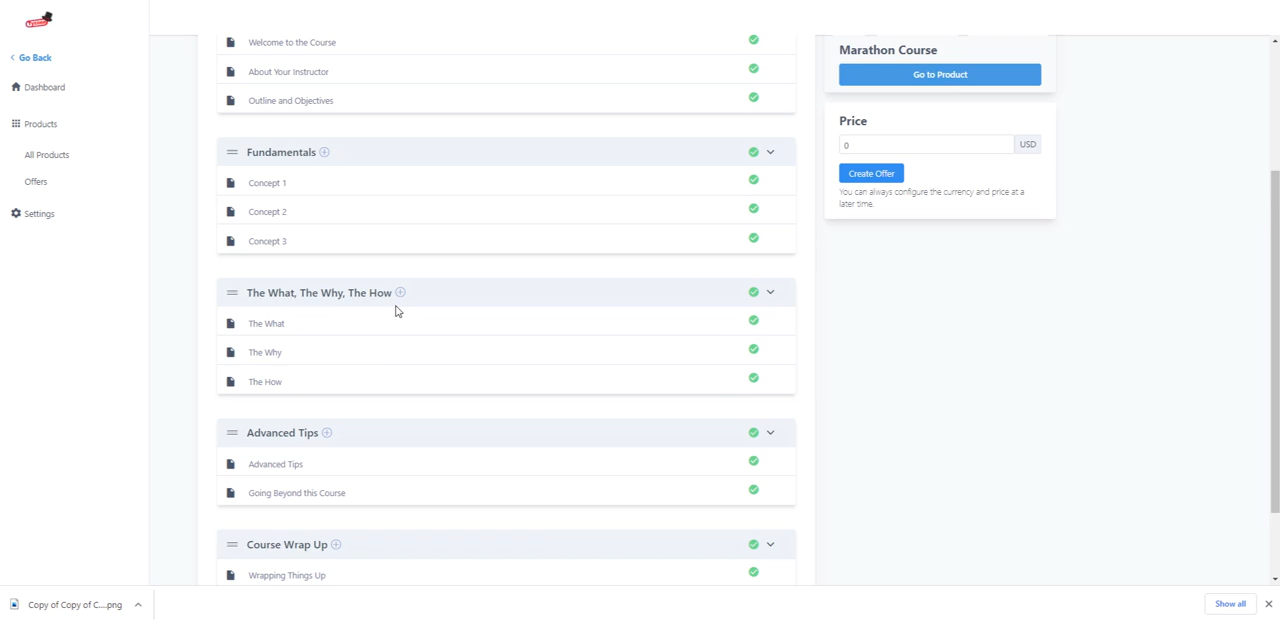 Go Back
Dashboard
Products
All Products
Offers
Settings
Welcome to the Course
About Your Instructor
Outline and Objectives
Fundamentals
Concept 1
Concept 2
Concept 3
The What, The Why, The How
The What
The Why
The How
Advanced Tips
Advanced Tips
Going Beyond this Course
Course Wrap Up
Wrapping Things Up
Marathon Course
Go to Product
Price
0 USD
Create Offer
You can always configure the currency and price at a
later time.
Copy of Copy of C....png
Show all